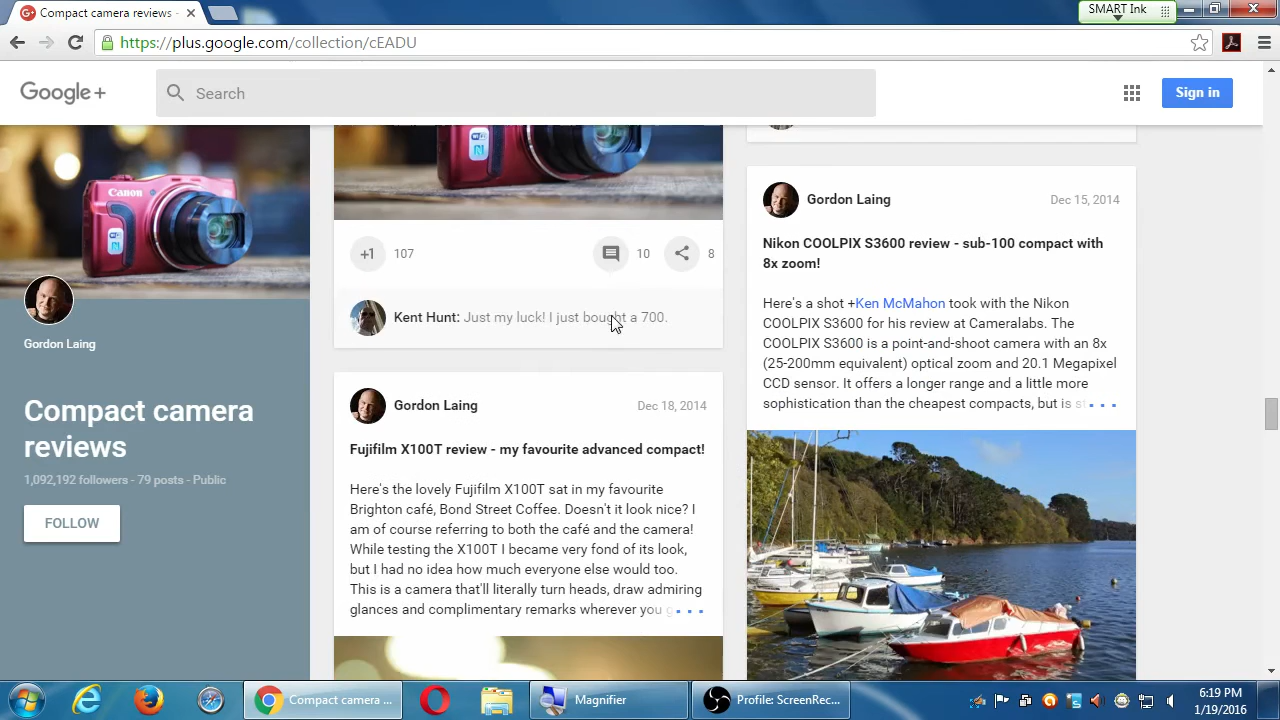 Compact camera reviews -
SMART Ink
https://plus.google.com/collection/cEADU
Google+
Search
Sign in
Canon
Gordon Laing
Compact camera
reviews
1,092,192 followers - 79 posts - Public
FOLLOW
+1
107
10
8
Kent Hunt: Just my luck! I just bought a 700.
Gordon Laing
Dec 18, 2014
Fujifilm X100T review - my favourite advanced compact!
Here's the lovely Fujifilm X100T sat in my favourite
Brighton café, Bond Street Coffee. Doesn't it look nice? I
am of course referring to both the café and the camera!
While testing the X100T I became very fond of its look,
but I had no idea how much everyone else would too.
This is a camera that'll literally turn heads, draw admiring
glances and complimentary remarks wherever you
Gordon Laing
Dec 15, 2014
Nikon COOLPIX S3600 review - sub-100 compact with
8x zoom!
Here's a shot +Ken McMahon took with the Nikon
COOLPIX S3600 for his review at Cameralabs. The
COOLPIX S3600 is a point-and-shoot camera with an 8x
(25-200mm equivalent) optical zoom and 20.1 Megapixel
CCD sensor. It offers a longer range and a little more
sophistication than the cheapest compacts, but is
Compact camara ...
Magnifier
Profile: ScreenRec...
6:19 PM
1/19/2016